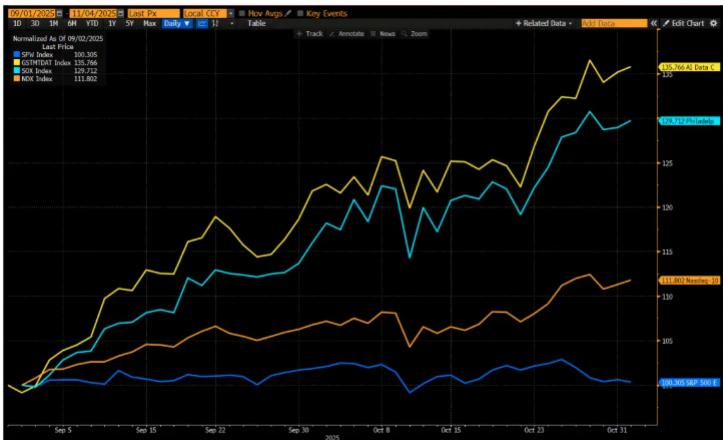 09/01/2025 - 11/04/2025 Last Px Local CCY Mov Avgs Key Events
1D 3D 1M 6M YTD 1Y 5Y Max Daily ▼ Table + Related Data Add Data « Edit Chart
Track Annotate News Zoom
Normalized As Of 09/02/2025
Last Price
SPW Index 100.305
GSTMTDAT Index 135.766
SOX Index 129.712
NDX Index 111.802
135.766 AI Data C
135
129.712 Philadelp
125
120
115
111.802 Nasdaq-10
110
105
100
100.305 S&P 500 E
Sep 5 Sep 15 Sep 22 Sep 30 Oct 8 Oct 15 Oct 23 Oct 31
2025